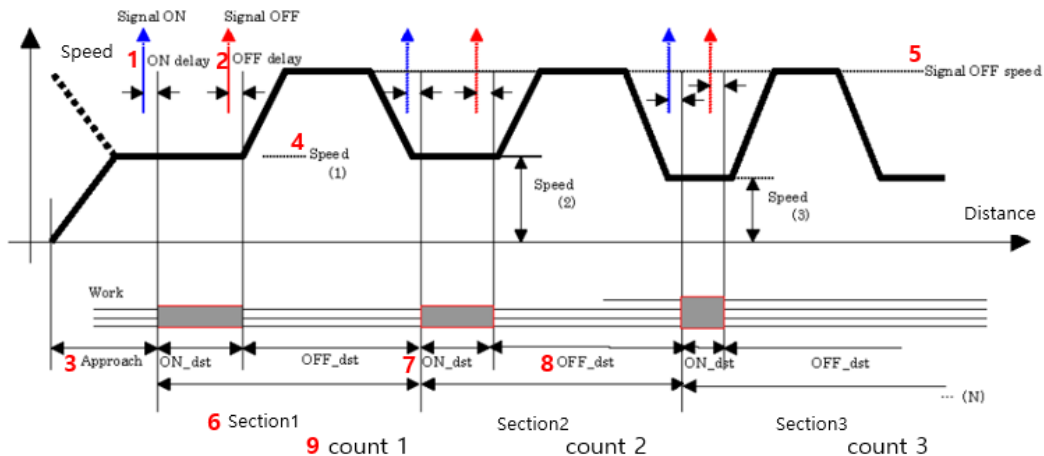 Signal ON
Signal OFF
Speed
1 ON delay
2 OFF delay
5
Signal OFF speed
4 Speed
(1)
Speed
(2)
Speed
(3)
Distance
Work
3 Approach
ON_dst
OFF_dst
7 ON_dst
8 OFF_dst
ON_dst
OFF_dst
... (N)
6 Section1
Section2
Section3
9 count 1
count 2
count 3